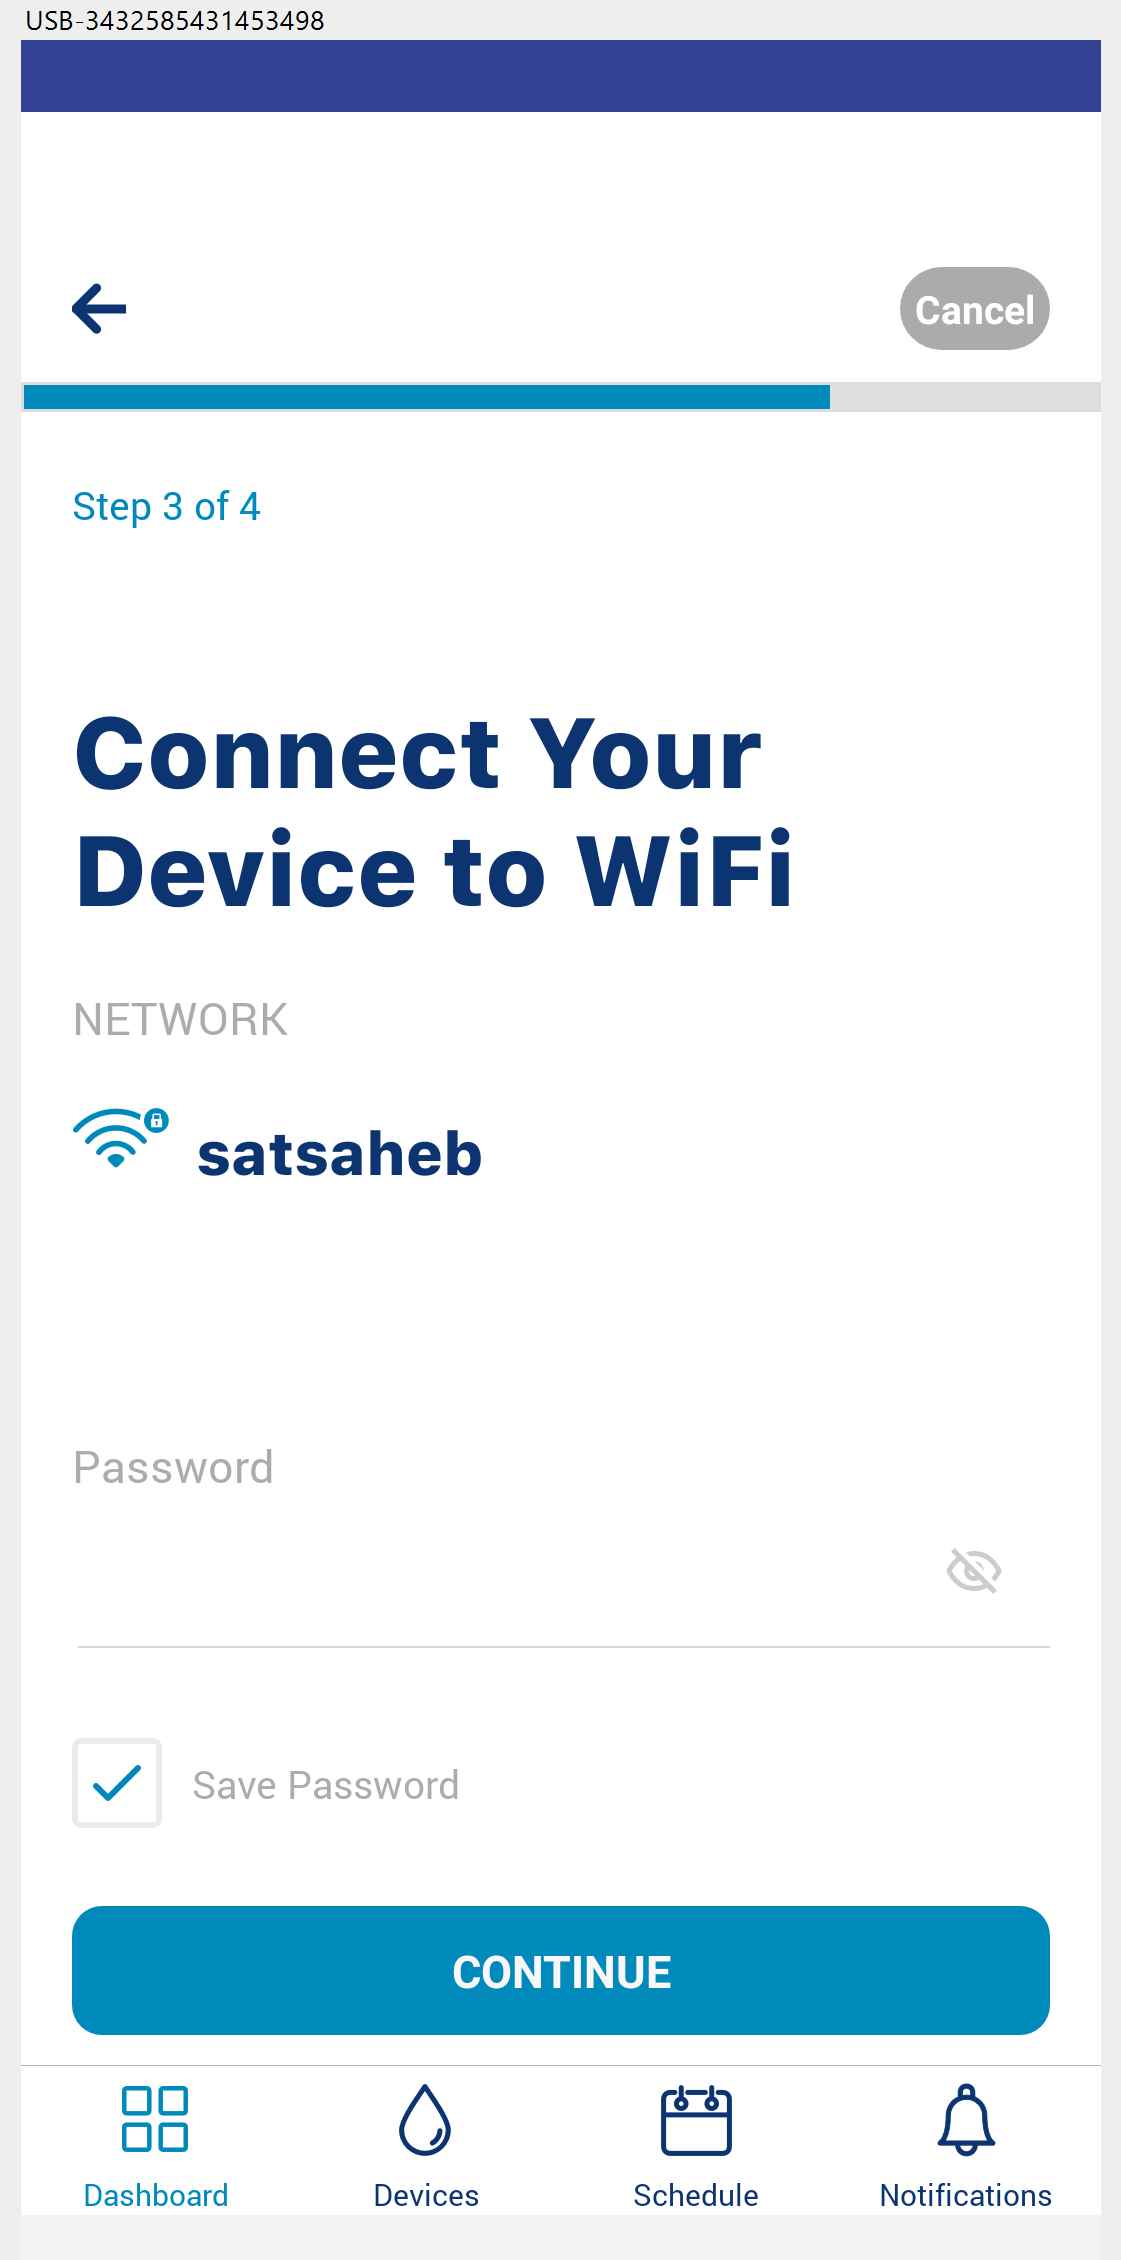 USB-3432585431453498
Cancel
Step 3 of 4
Connect Your
Device to WiFi
NETWORK
satsaheb
Password
Save Password
CONTINUE
Dashboard
Devices
Schedule
Notifications